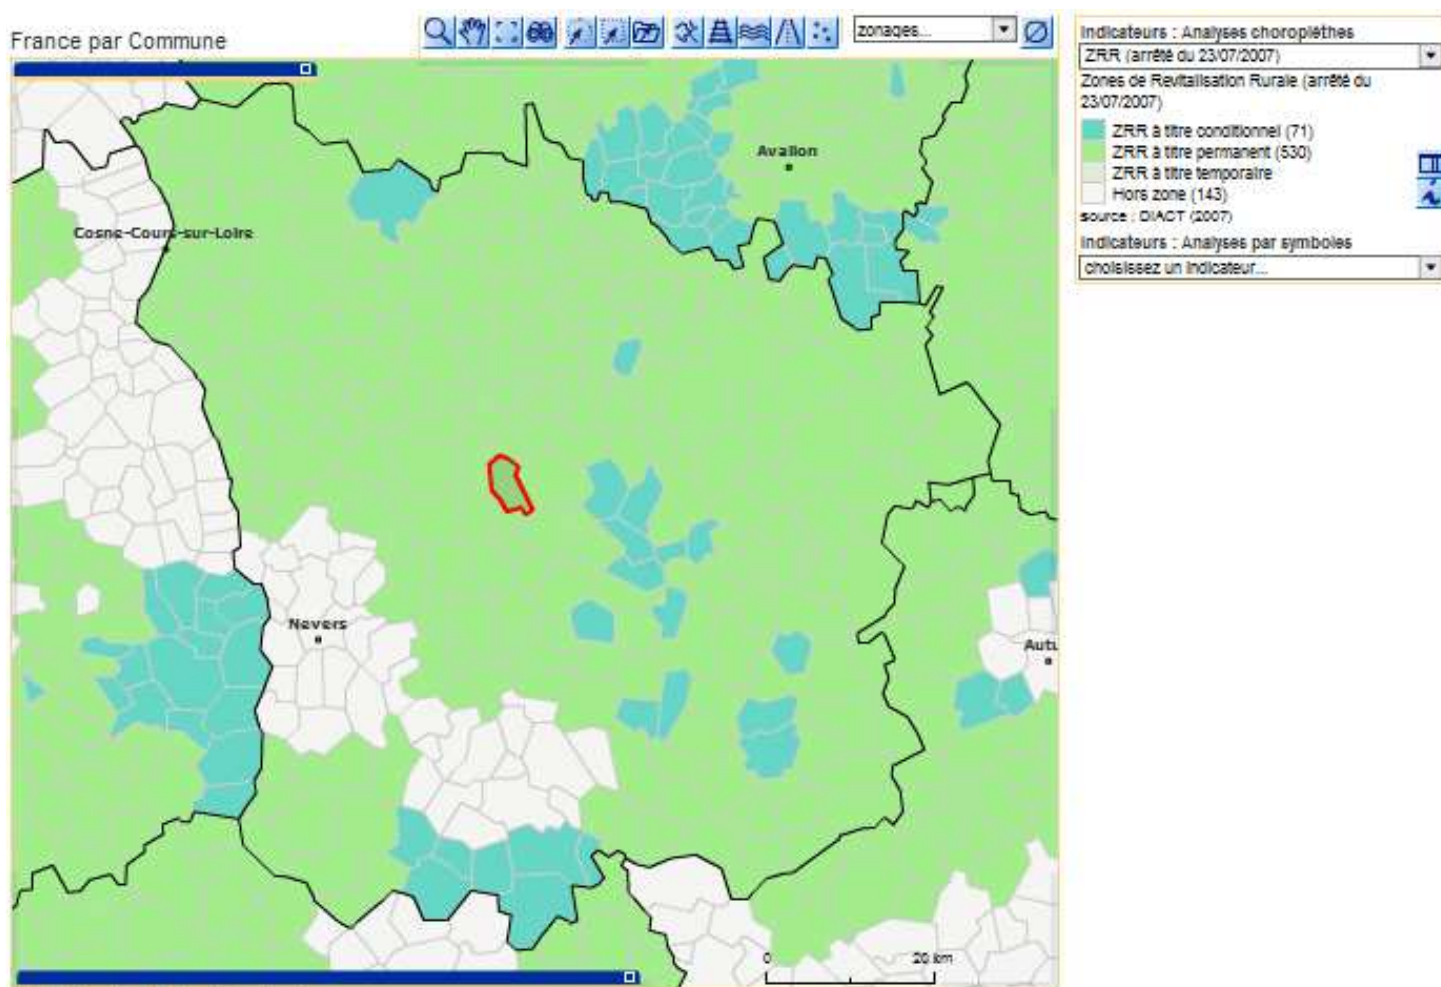 France par Commune
zonages...
Indicateurs : Analyses choroplèthes
ZRR (arrêté du 23/07/2007)
Zones de Revitalisation Rurale (arrêté du
23/07/2007)
ZRR à titre conditionnel (71)
ZRR à titre permanent (530)
ZRR à titre temporaire
Hors zone (143)
source : DIACT (2007)
Indicateurs : Analyses par symboles
choisissez un indicateur...
Avallon
Cosne-Cours-sur-Loire
Nevers
Autu
0
20 km